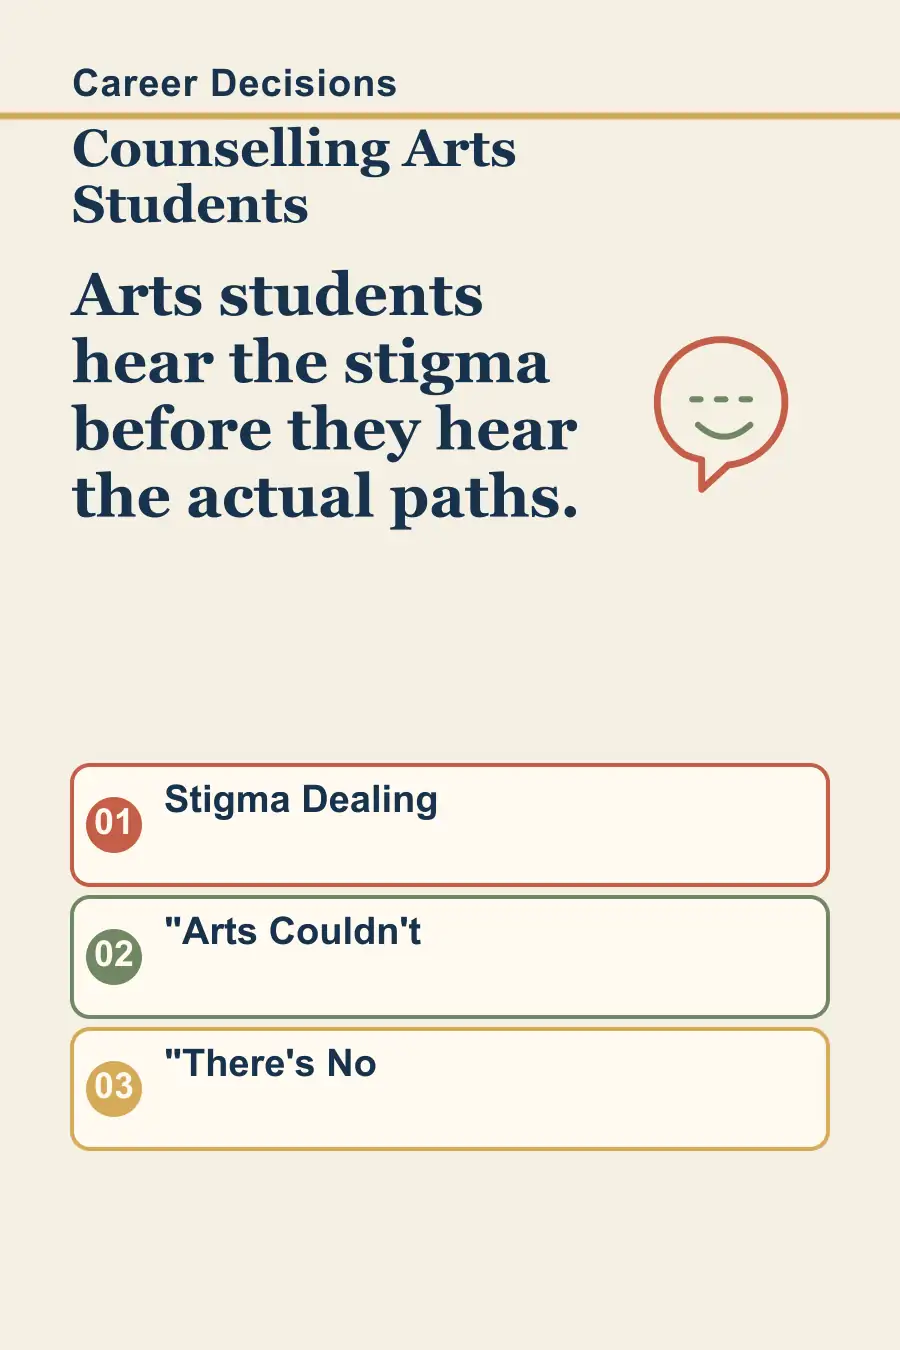 Career Decisions
Counselling Arts
Students
Arts students
hear the stigma
before they hear
the actual paths.
01
Stigma Dealing
02
"Arts Couldn't
03
"There's No